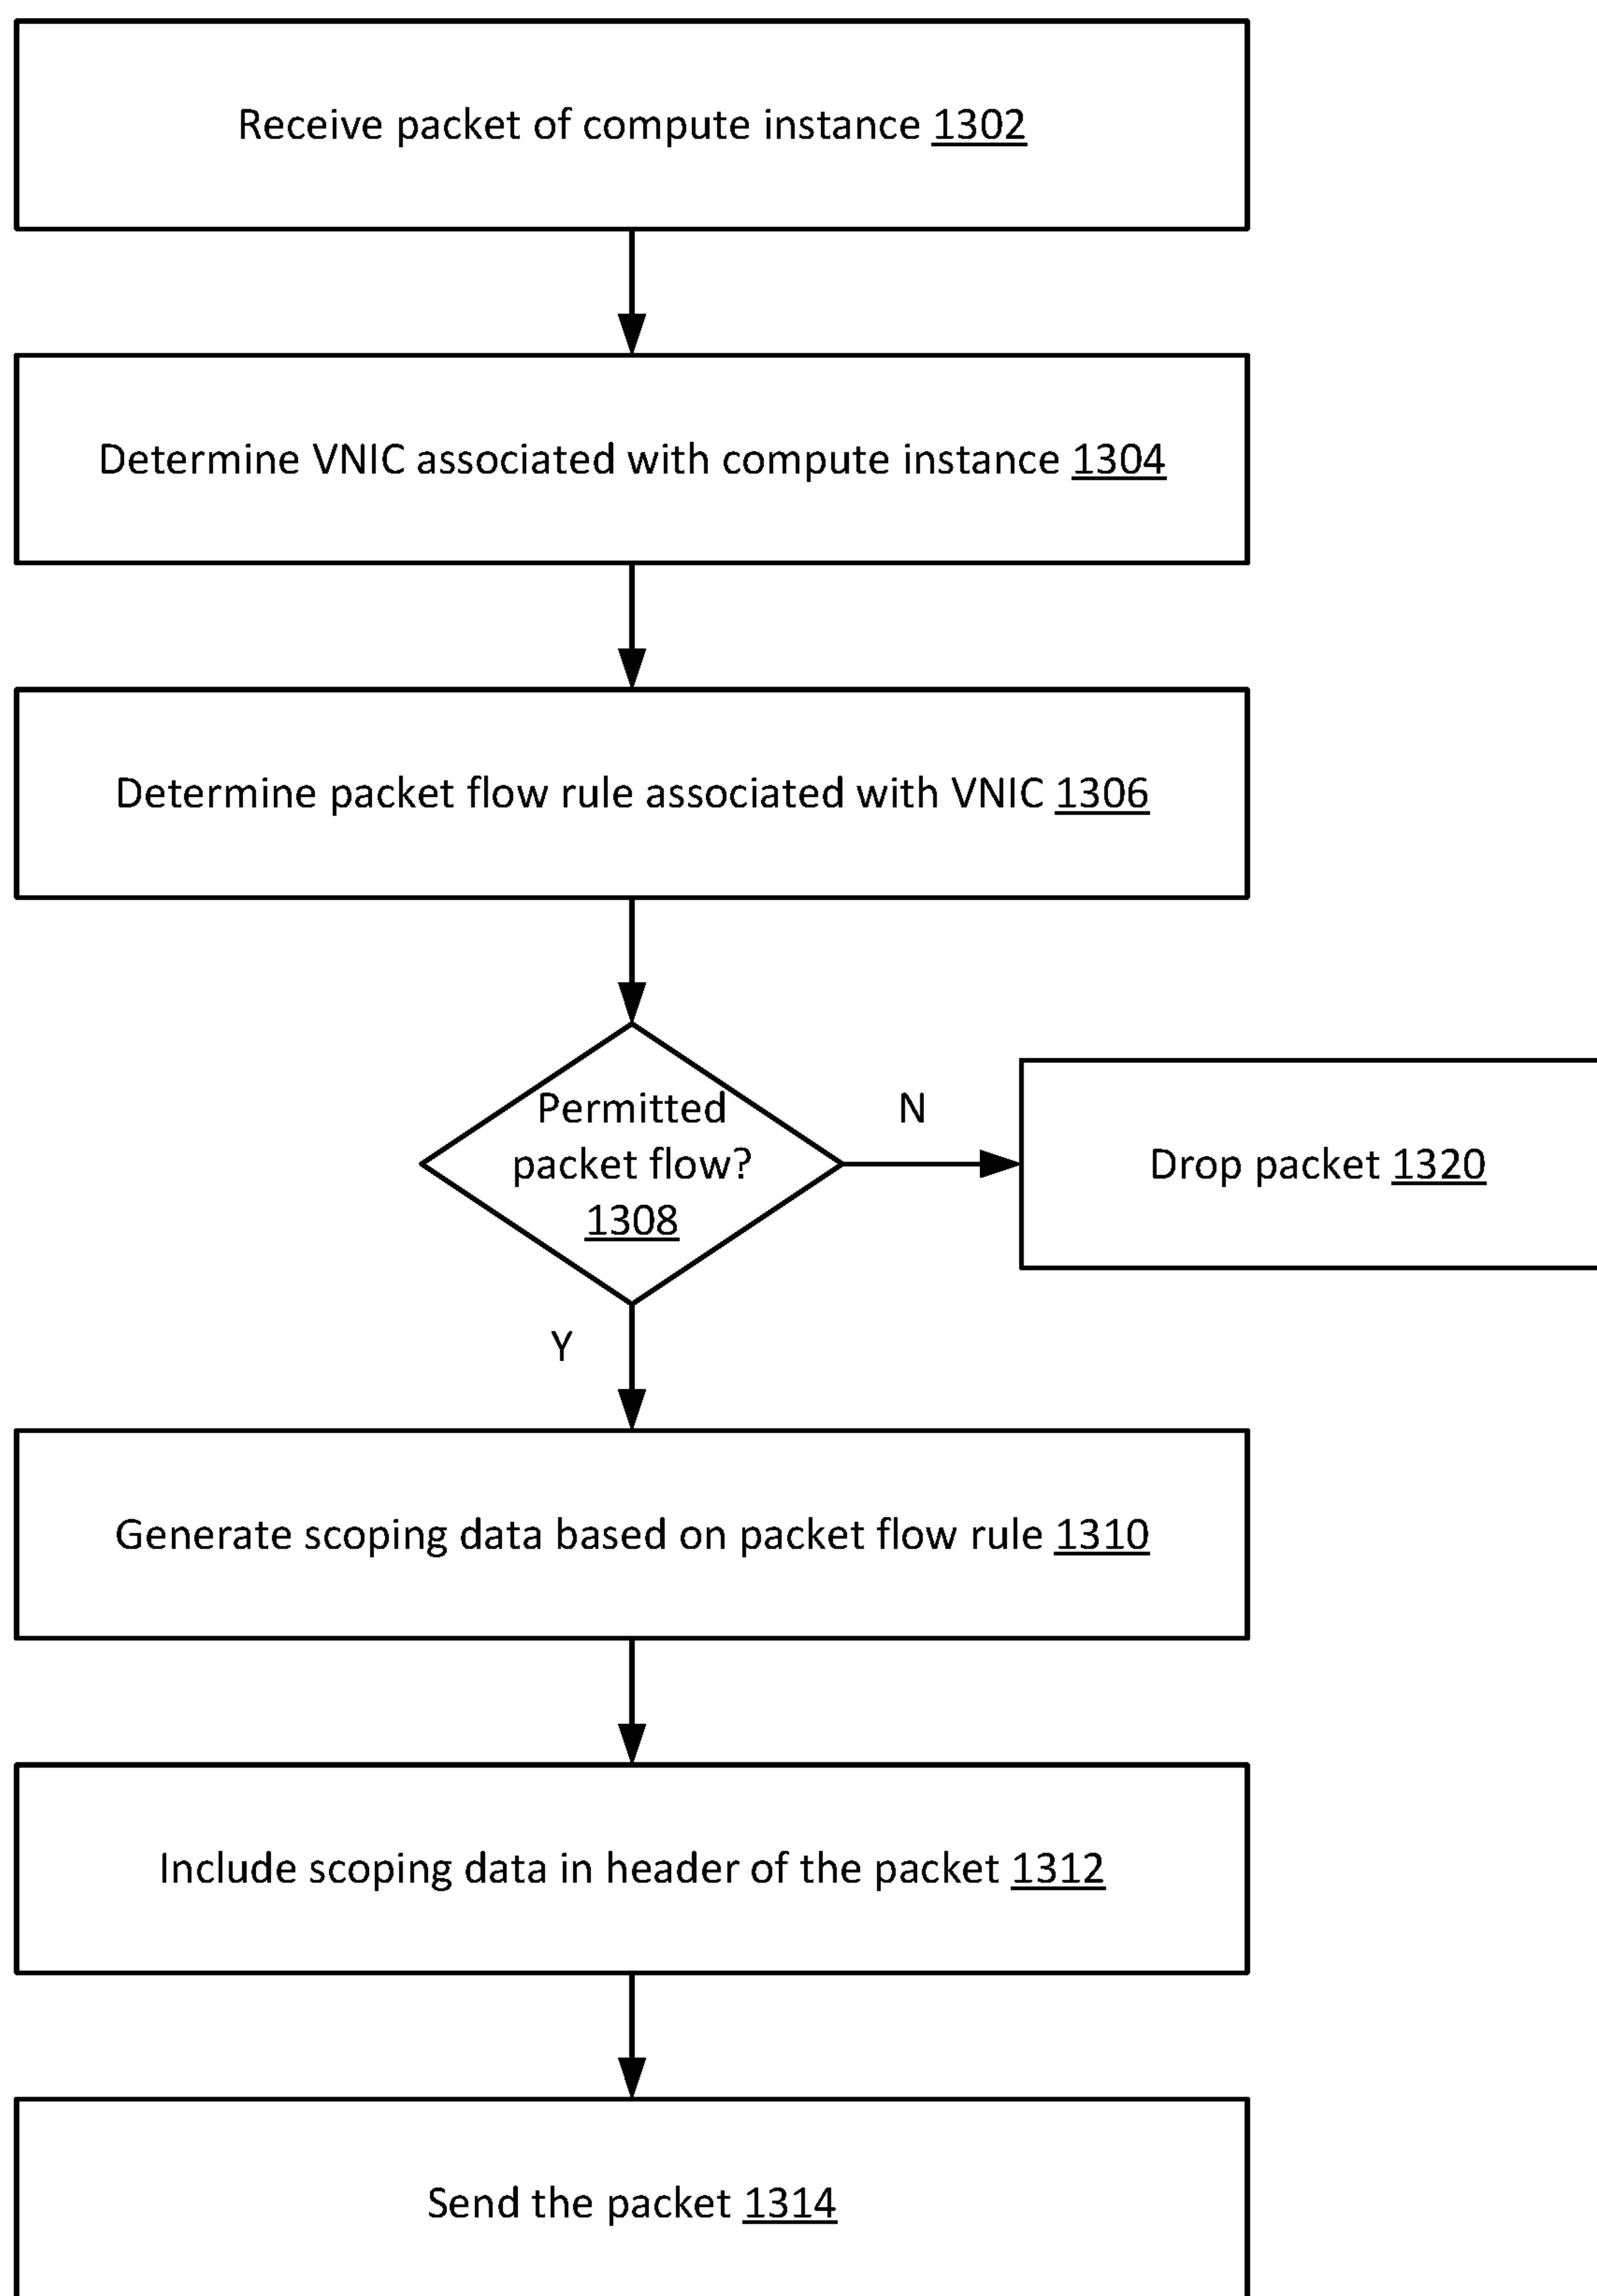 Receive packet of compute instance 1302
Determine VNIC associated with compute instance 1304
Determine packet flow rule associated with VNIC 1306
Permitted
packet flow?
1308
N
Drop packet 1320
Y
Generate scoping data based on packet flow rule 1310
Include scoping data in header of the packet 1312
Send the packet 1314